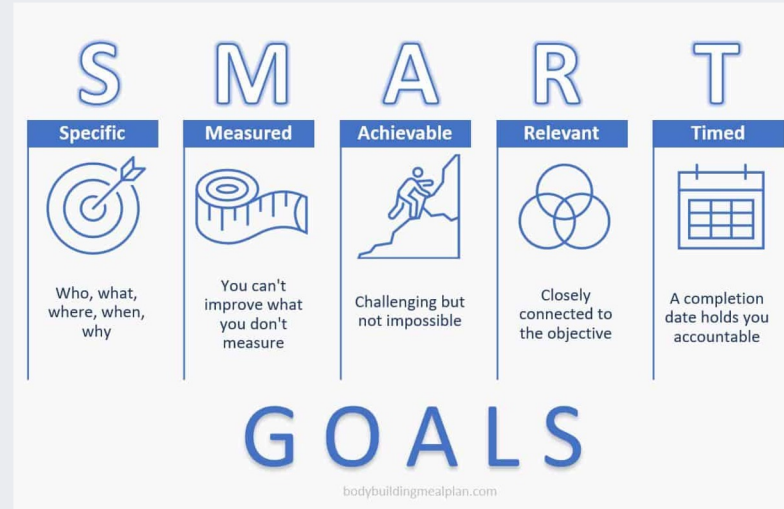 S M A R T
Specific Measured Achievable Relevant Timed
Who, what,
where, when,
why
You can't
improve what
you don't
measure
Challenging but
not impossible
Closely
connected to
the objective
A completion
date holds you
accountable
GOALS
bodybuildingmealplan.com